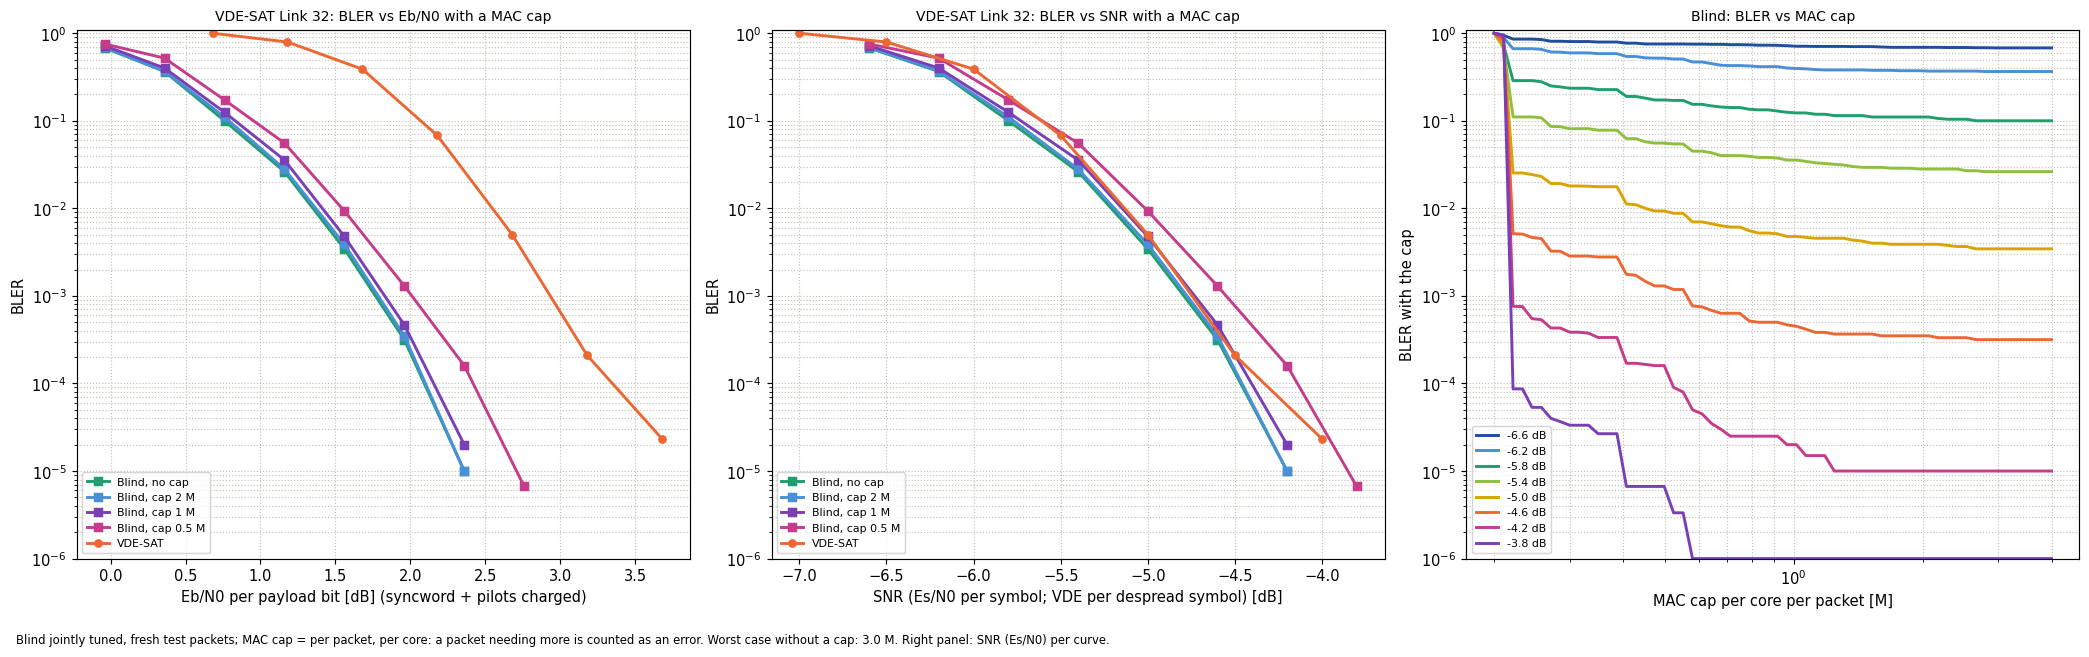 VDE-SAT Link 32: BLER vs Eb/N0 with a MAC cap
BLER
10⁰
10⁻¹
10⁻²
10⁻³
10⁻⁴
10⁻⁵
10⁻⁶
Blind, no cap
Blind, cap 2 M
Blind, cap 1 M
Blind, cap 0.5 M
VDE-SAT
0.0 0.5 1.0 1.5 2.0 2.5 3.0 3.5
Eb/N0 per payload bit [dB] (syncword + pilots charged)
VDE-SAT Link 32: BLER vs SNR with a MAC cap
BLER
10⁰
10⁻¹
10⁻²
10⁻³
10⁻⁴
10⁻⁵
10⁻⁶
Blind, no cap
Blind, cap 2 M
Blind, cap 1 M
Blind, cap 0.5 M
VDE-SAT
−7.0 −6.5 −6.0 −5.5 −5.0 −4.5 −4.0
SNR (Es/N0 per symbol; VDE per despread symbol) [dB]
Blind: BLER vs MAC cap
BLER with the cap
10⁰
10⁻¹
10⁻²
10⁻³
10⁻⁴
10⁻⁵
10⁻⁶
-6.6 dB
-6.2 dB
-5.8 dB
-5.4 dB
-5.0 dB
-4.6 dB
-4.2 dB
-3.8 dB
10⁰
MAC cap per core per packet [M]
Blind jointly tuned, fresh test packets; MAC cap = per packet, per core: a packet needing more is counted as an error. Worst case without a cap: 3.0 M. Right panel: SNR (Es/N0) per curve.